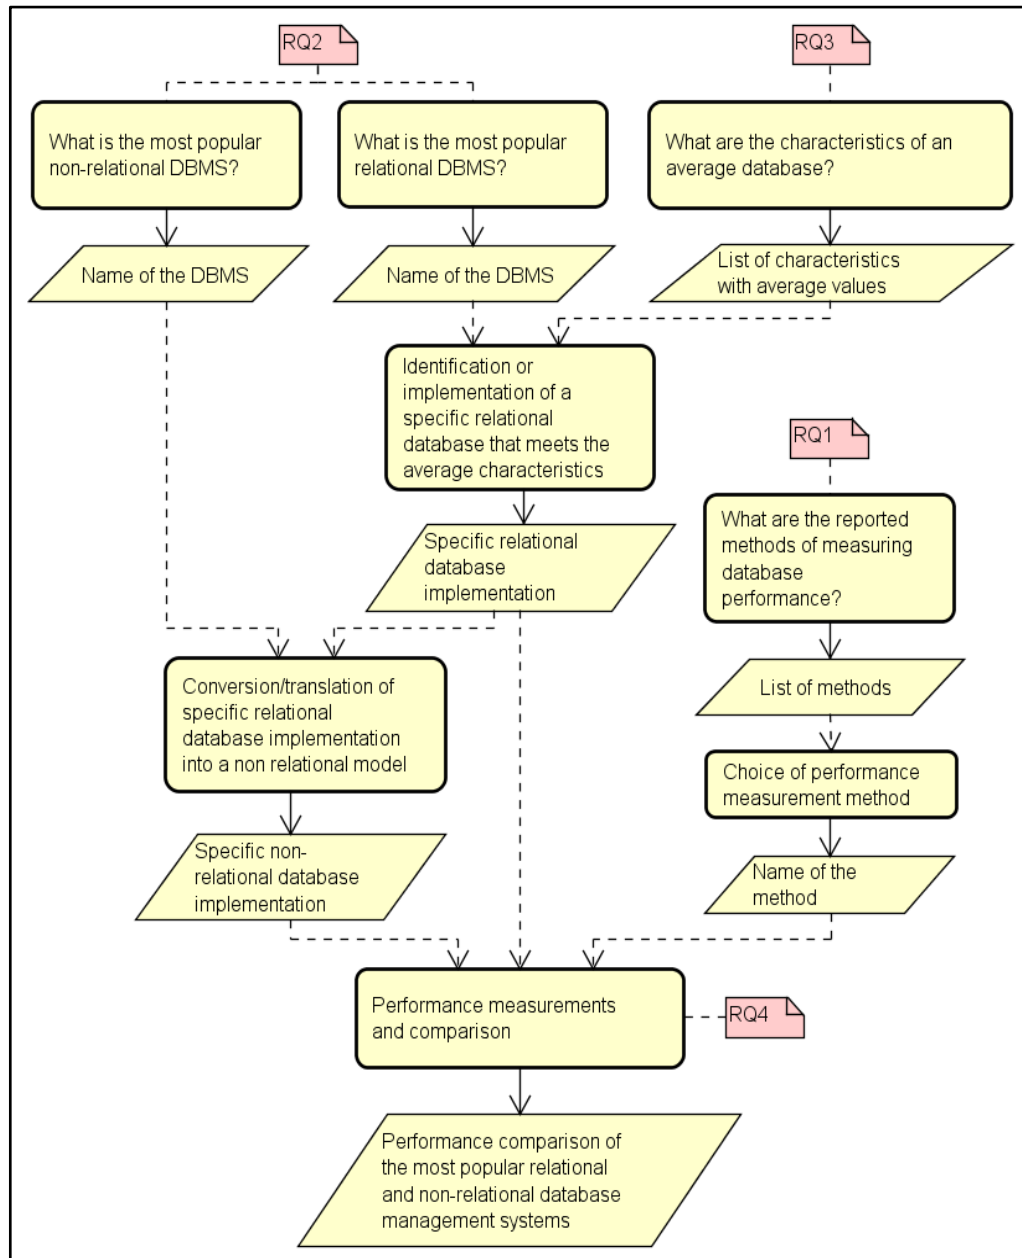 RQ2
RQ3
What is the most popular
non-relational DBMS?
What is the most popular
relational DBMS?
What are the characteristics of an
average database?
Name of the DBMS
Name of the DBMS
List of characteristics
with average values
Identification or
implementation of a
specific relational
database that meets the
average characteristics
RQ1
What are the reported
methods of measuring
database
performance?
Specific relational
database
implementation
Conversion/translation of
specific relational
database implementation
into a non relational model
List of methods
Choice of performance
measurement method
Specific non-
relational database
implementation
Name of the
method
Performance measurements
and comparison
RQ4
Performance comparison of
the most popular relational
and non-relational database
management systems